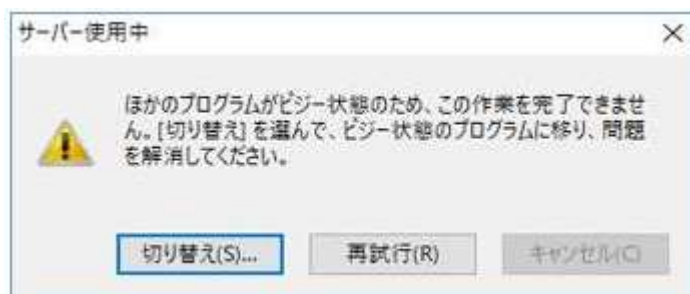 サーバー使用中
ほかのプログラムがビジー状態のため、この作業を完了できませ
ん。[切り替え] を選んで、ビジー状態のプログラムに移り、問題
を解消してください。
切り替え(S)...
再試行(R)
キャンセル(C)